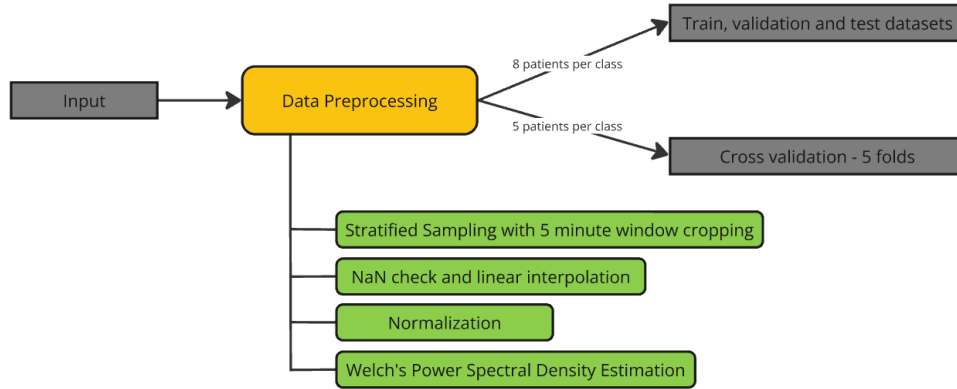 Train, validation and test datasets
8 patients per class
Input
Data Preprocessing
5 patients per class
Cross validation - 5 folds
Stratified Sampling with 5 minute window cropping
NaN check and linear interpolation
Normalization
Welch's Power Spectral Density Estimation